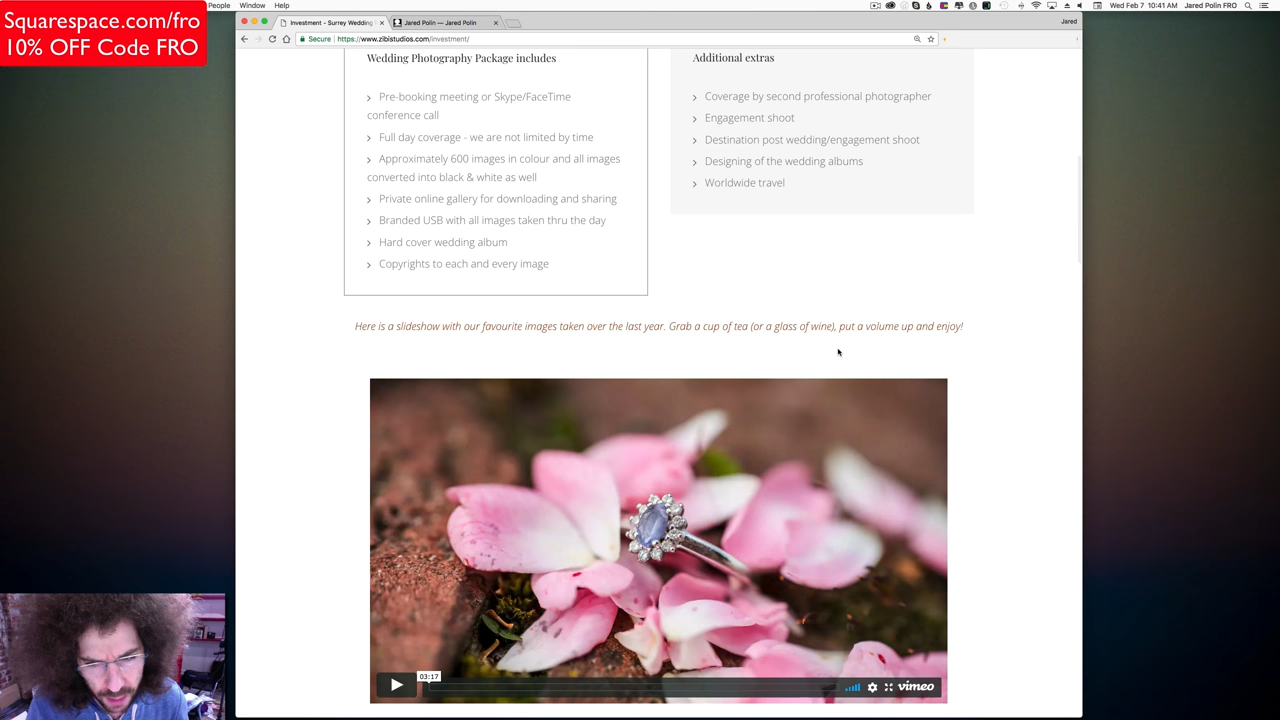 Squarespace.com/fro
10% OFF Code FRO
People Window Help
Wed Feb 7 10:41 AM Jared Polin FRO
Investment - Surrey Wedding
Jared Polin — Jared Polin
Jared
Secure https://www.zibistudios.com/investment/
Wedding Photography Package includes
Pre-booking meeting or Skype/FaceTime
conference call
Full day coverage - we are not limited by time
Approximately 600 images in colour and all images
converted into black & white as well
Private online gallery for downloading and sharing
Branded USB with all images taken thru the day
Hard cover wedding album
Copyrights to each and every image
Additional extras
Coverage by second professional photographer
Engagement shoot
Destination post wedding/engagement shoot
Designing of the wedding albums
Worldwide travel
Here is a slideshow with our favourite images taken over the last year. Grab a cup of tea (or a glass of wine), put a volume up and enjoy!
03:17
vimeo